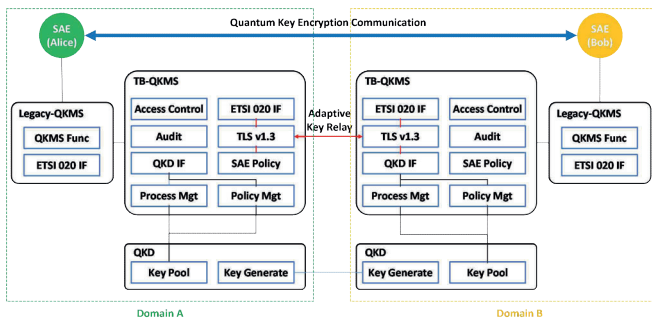 Quantum Key Encryption Communication
SAE
(Alice)
SAE
(Bob)
Legacy-QKMS
QKMS Func
ETSI 020 IF
TB-QKMS
Access Control
ETSI 020 IF
Audit
TLS v1.3
QKD IF
SAE Policy
Process Mgt
Policy Mgt
Adaptive
Key Relay
TB-QKMS
ETSI 020 IF
Access Control
TLS v1.3
Audit
QKD IF
SAE Policy
Process Mgt
Policy Mgt
Legacy-QKMS
QKMS Func
ETSI 020 IF
QKD
Key Pool
Key Generate
QKD
Key Generate
Key Pool
Domain A
Domain B